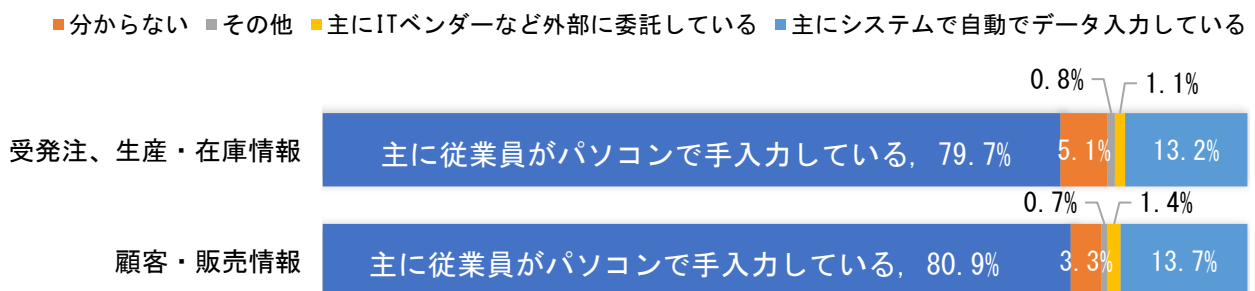 分からない その他 主にITベンダーなど外部に委託している 主にシステムで自動でデータ入力している
0.8% 1.1%
受発注、生産・在庫情報 主に従業員がパソコンで手入力している, 79.7% 5.1% 13.2%
0.7% 1.4%
顧客・販売情報 主に従業員がパソコンで手入力している, 80.9% 3.3% 13.7%